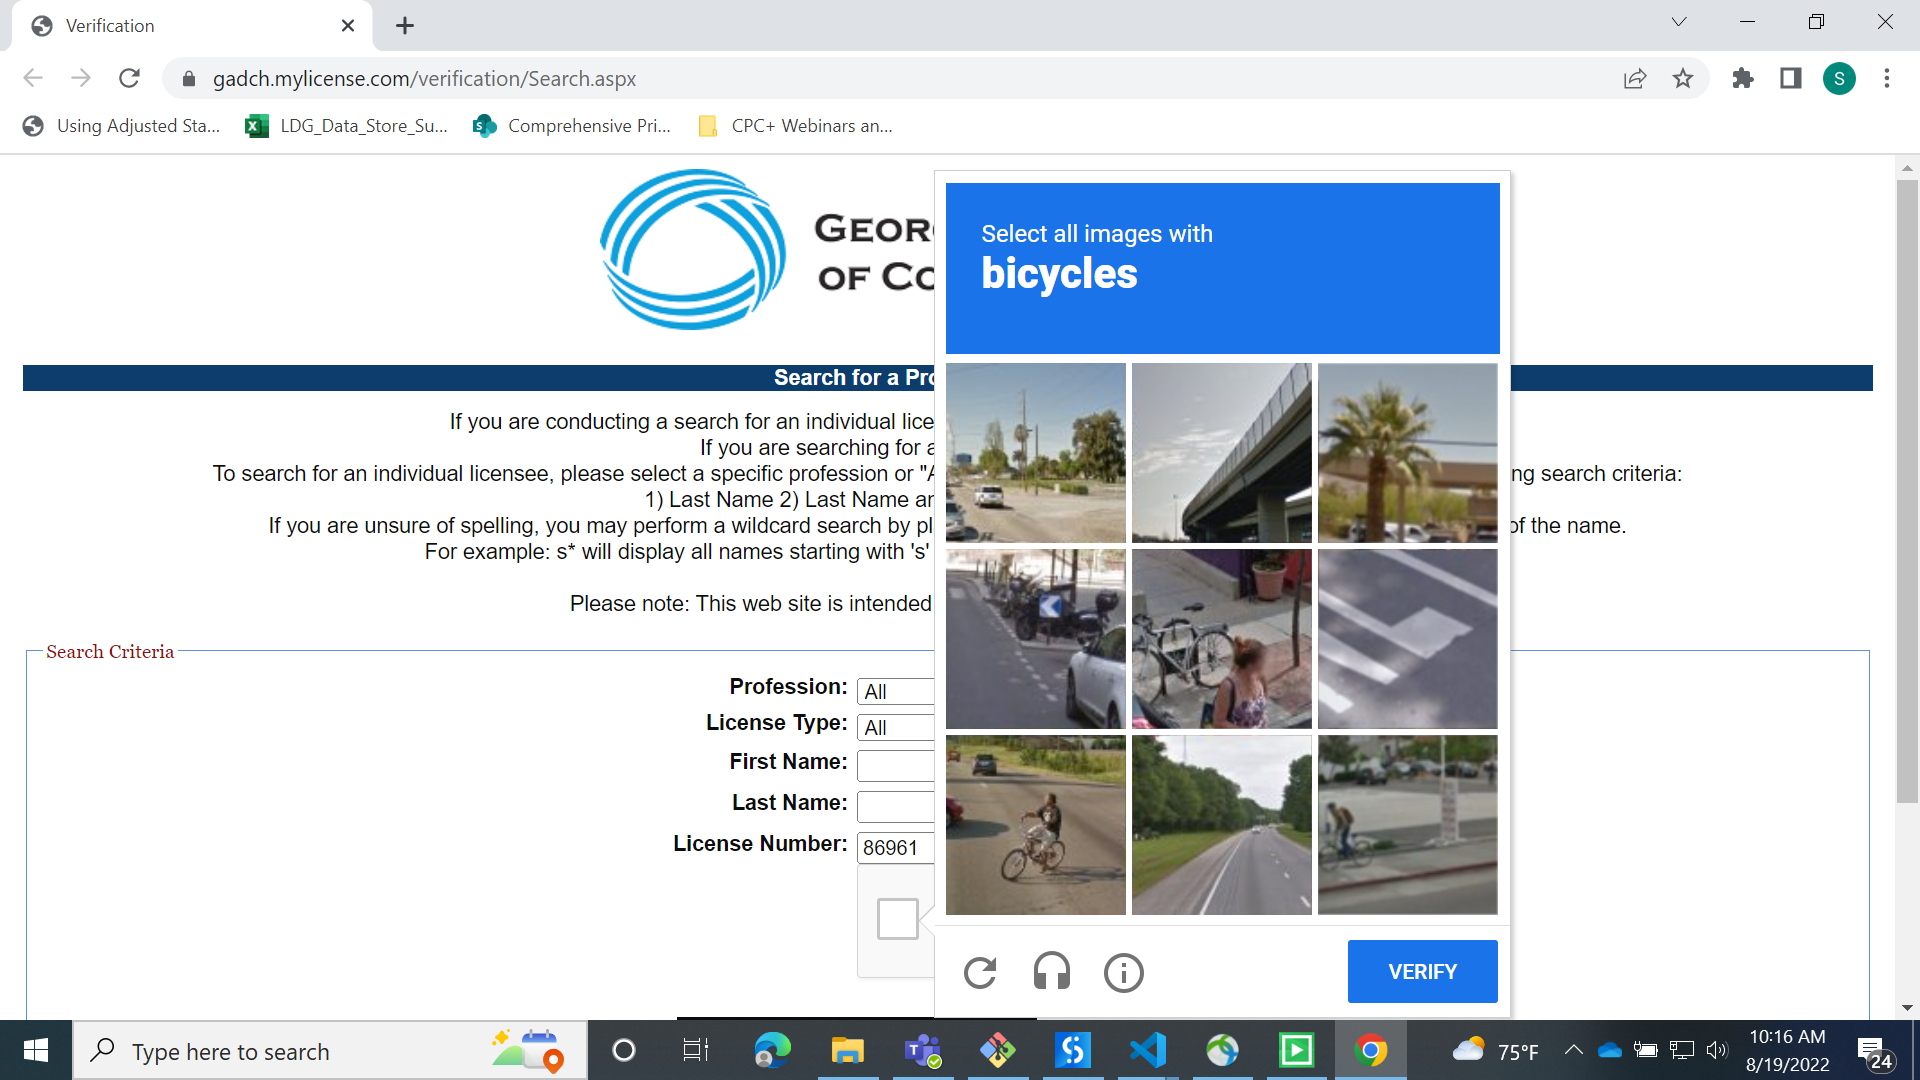 Verification
gadch.mylicense.com/verification/Search.aspx
Using Adjusted Sta...
LDG_Data_Store_Su...
Comprehensive Pri...
CPC+ Webinars an...
S
GEOR
OF CO
Select all images with
bicycles
Search for a Pro
If you are conducting a search for an individual lice
If you are searching for a
To search for an individual licensee, please select a specific profession or "A
ng search criteria:
1) Last Name 2) Last Name an
If you are unsure of spelling, you may perform a wildcard search by pl
of the name.
For example: s* will display all names starting with 's'
Please note: This web site is intended
Search Criteria
Profession:
All
License Type:
All
First Name:
Last Name:
License Number:
86961
VERIFY
Type here to search
75°F
10:16 AM
8/19/2022
24